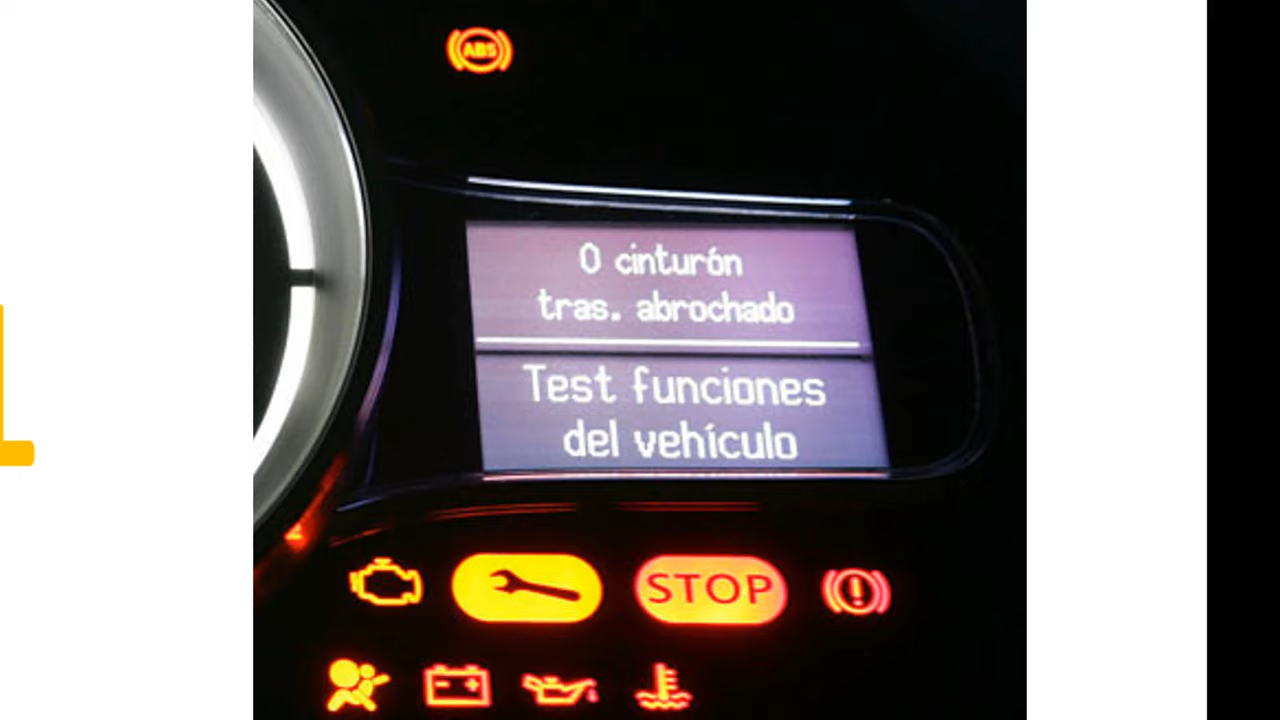 ABS
0 cinturón
tras. abrochado
Test funciones
del vehículo
STOP